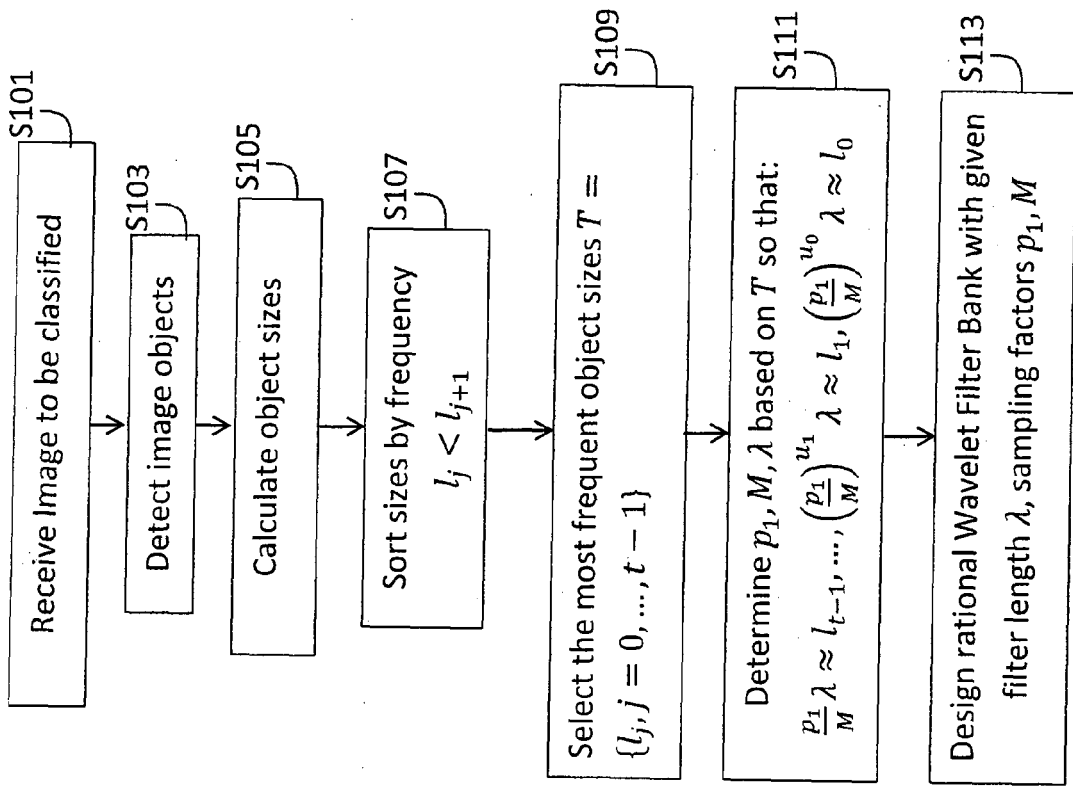 S101
Receive Image to be classified
S103
Detect image objects
S105
Calculate object sizes
S107
Sort sizes by frequency
l_j < l_{j+1}
S109
Select the most frequent object sizes T =
{l_j, j = 0, ..., t − 1}
S111
Determine p_1, M, λ based on T so that:
\frac{p_1}{M} λ ≈ l_{t−1}, ..., (\frac{p_1}{M})^{u_1} λ ≈ l_1, (\frac{p_1}{M})^{u_0} λ ≈ l_0
S113
Design rational Wavelet Filter Bank with given
filter length λ, sampling factors p_1, M